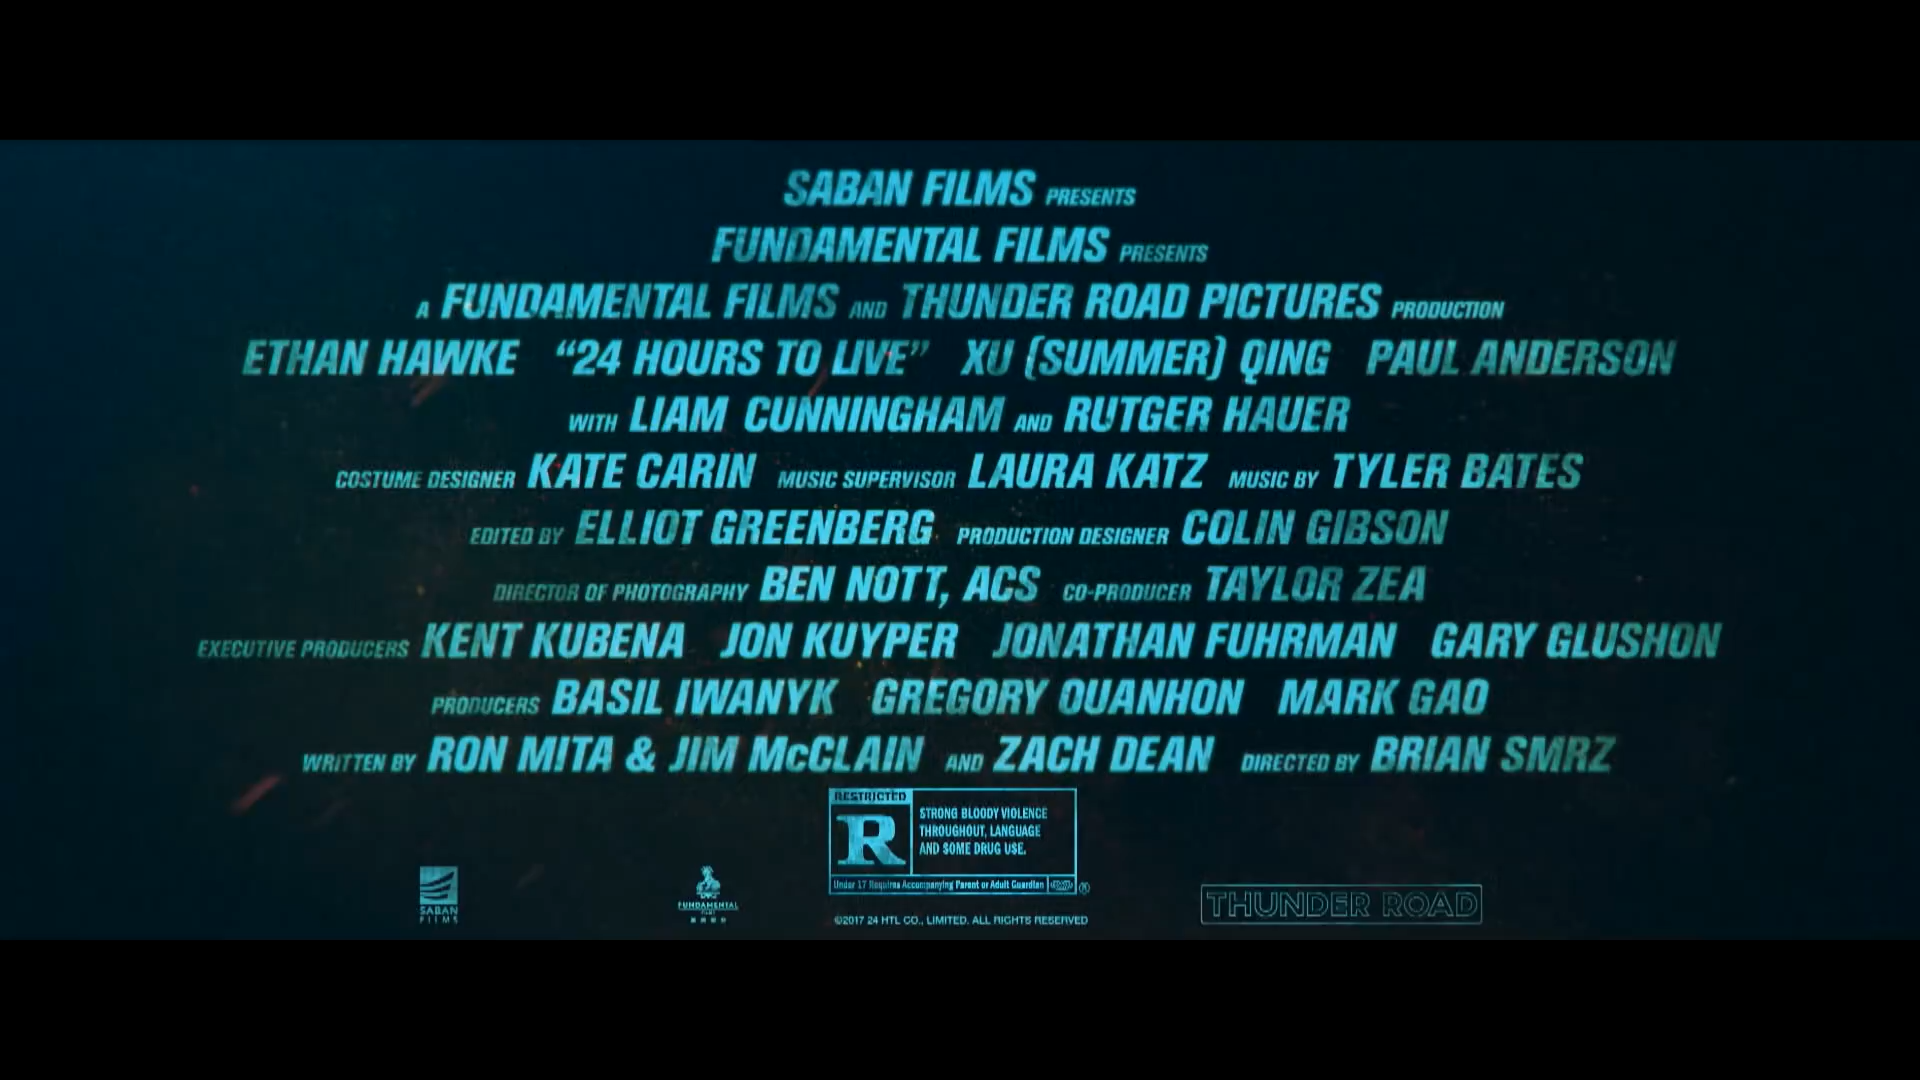 SABAN FILMS PRESENTS
FUNDAMENTAL FILMS PRESENTS
A FUNDAMENTAL FILMS AND THUNDER ROAD PICTURES PRODUCTION
ETHAN HAWKE "24 HOURS TO LIVE" XU (SUMMER) QING PAUL ANDERSON
WITH LIAM CUNNINGHAM AND RUTGER HAUER
COSTUME DESIGNER KATE CARIN MUSIC SUPERVISOR LAURA KATZ MUSIC BY TYLER BATES
EDITED BY ELLIOT GREENBERG PRODUCTION DESIGNER COLIN GIBSON
DIRECTOR OF PHOTOGRAPHY BEN NOTT, ACS CO-PRODUCER TAYLOR ZEA
EXECUTIVE PRODUCERS KENT KUBENA JON KUYPER JONATHAN FUHRMAN GARY GLUSHON
PRODUCERS BASIL IWANYK GREGORY OUANHON MARK GAO
WRITTEN BY RON MITA & JIM McCLAIN AND ZACH DEAN DIRECTED BY BRIAN SMRZ
RESTRICTED
R
STRONG BLOODY VIOLENCE
THROUGHOUT, LANGUAGE
AND SOME DRUG USE.
Under 17 Requires Accompanying Parent or Adult Guardian
®
SABAN
FILMS
FUNDAMENTAL
THUNDER ROAD
©2017 24 HTL CO., LIMITED. ALL RIGHTS RESERVED